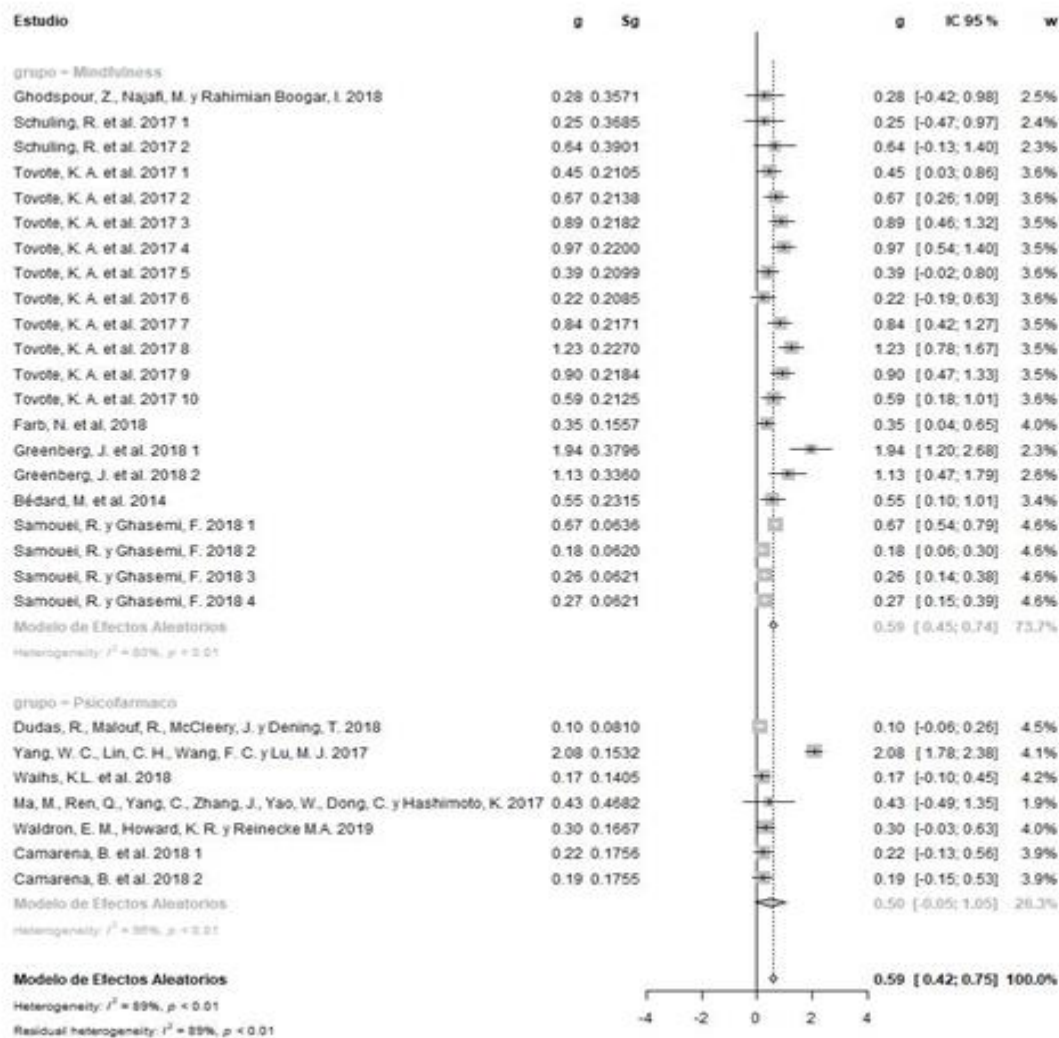 Estudio g Sg g IC 95 % w
grupo = Mindfulness
Ghodspour, Z., Najafi, M. y Rahimian Boogar, I. 2018 0.28 0.3571 0.28 [-0.42; 0.98] 2.5%
Schuling, R. et al. 2017 1 0.25 0.3685 0.25 [-0.47; 0.97] 2.4%
Schuling, R. et al. 2017 2 0.64 0.3901 0.64 [-0.13; 1.40] 2.3%
Tovote, K. A. et al. 2017 1 0.45 0.2105 0.45 [ 0.03; 0.86] 3.6%
Tovote, K. A. et al. 2017 2 0.67 0.2138 0.67 [ 0.26; 1.09] 3.6%
Tovote, K. A. et al. 2017 3 0.89 0.2182 0.89 [ 0.46; 1.32] 3.5%
Tovote, K. A. et al. 2017 4 0.97 0.2200 0.97 [ 0.54; 1.40] 3.5%
Tovote, K. A. et al. 2017 5 0.39 0.2099 0.39 [-0.02; 0.80] 3.6%
Tovote, K. A. et al. 2017 6 0.22 0.2085 0.22 [-0.19; 0.63] 3.6%
Tovote, K. A. et al. 2017 7 0.84 0.2171 0.84 [ 0.42; 1.27] 3.5%
Tovote, K. A. et al. 2017 8 1.23 0.2270 1.23 [ 0.78; 1.67] 3.5%
Tovote, K. A. et al. 2017 9 0.90 0.2184 0.90 [ 0.47; 1.33] 3.5%
Tovote, K. A. et al. 2017 10 0.59 0.2125 0.59 [ 0.18; 1.01] 3.6%
Farb, N. et al. 2018 0.35 0.1557 0.35 [ 0.04; 0.65] 4.0%
Greenberg, J. et al. 2018 1 1.94 0.3796 1.94 [ 1.20; 2.68] 2.3%
Greenberg, J. et al. 2018 2 1.13 0.3360 1.13 [ 0.47; 1.79] 2.6%
Bédard, M. et al. 2014 0.55 0.2315 0.55 [ 0.10; 1.01] 3.4%
Samouei, R. y Ghasemi, F. 2018 1 0.67 0.0636 0.67 [ 0.54; 0.79] 4.6%
Samouei, R. y Ghasemi, F. 2018 2 0.18 0.0620 0.18 [ 0.06; 0.30] 4.6%
Samouei, R. y Ghasemi, F. 2018 3 0.26 0.0621 0.26 [ 0.14; 0.38] 4.6%
Samouei, R. y Ghasemi, F. 2018 4 0.27 0.0621 0.27 [ 0.15; 0.39] 4.6%
Modelo de Efectos Aleatorios 0.59 [ 0.45; 0.74] 73.7%
Heterogeneity: I² = 80%, p < 0.01
grupo = Psicofarmaco
Dudas, R., Malouf, R., McCleery, J. y Dening, T. 2018 0.10 0.0810 0.10 [-0.06; 0.26] 4.5%
Yang, W. C., Lin, C. H., Wang, F. C. y Lu, M. J. 2017 2.08 0.1532 2.08 [ 1.78; 2.38] 4.1%
Waihs, K.L. et al. 2018 0.17 0.1405 0.17 [-0.10; 0.45] 4.2%
Ma, M., Ren, Q., Yang, C., Zhang, J., Yao, W., Dong, C. y Hashimoto, K. 2017 0.43 0.4682 0.43 [-0.49; 1.35] 1.9%
Waldron, E. M., Howard, K. R. y Reinecke M.A. 2019 0.30 0.1667 0.30 [-0.03; 0.63] 4.0%
Camarena, B. et al. 2018 1 0.22 0.1756 0.22 [-0.13; 0.56] 3.9%
Camarena, B. et al. 2018 2 0.19 0.1755 0.19 [-0.15; 0.53] 3.9%
Modelo de Efectos Aleatorios 0.50 [-0.05; 1.05] 26.3%
Heterogeneity: I² = p < 0.01
Modelo de Efectos Aleatorios 0.59 [ 0.42; 0.75] 100.0%
Heterogeneity: I² = 89%, p < 0.01
Residual heterogeneity: I² = 89%, p < 0.01
-4 -2 0 2 4